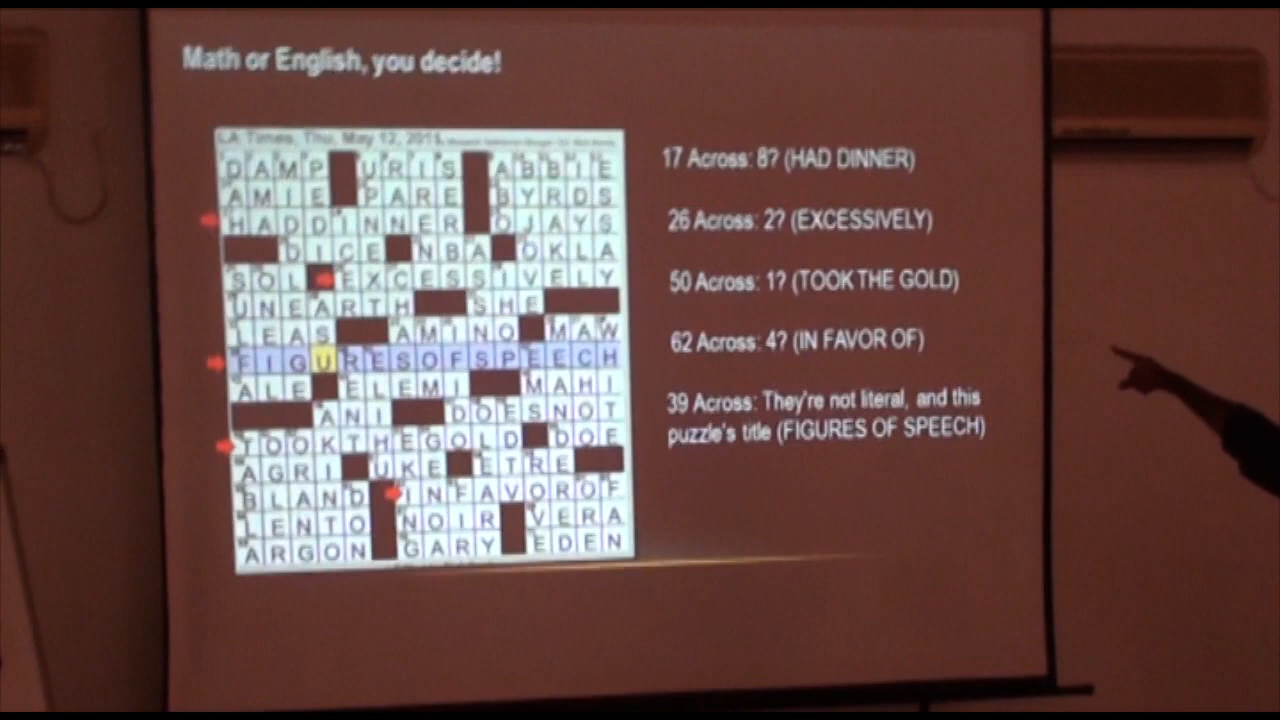 Math or English, you decide!
LA Times, Thu, May 12, 2011
DAMP URIS ABBIE
AMIE PARE BYRDS
HADDINNER OJAYS
DICE NBA OKLA
SOL EXCESSIVELY
UNEARTH SHE
LEAS AMINO MAW
FIGURESOFSPEECH
ALE ELEMI MAHI
ANI DOESNOT
TOOKTHEGOLD DOE
AGRI UKE ETRE
BLAND INFAVOROF
LENTO NOIR VERA
ARGON GARY EDEN
17 Across: 8? (HAD DINNER)
26 Across: 2? (EXCESSIVELY)
50 Across: 1? (TOOK THE GOLD)
62 Across: 4? (IN FAVOR OF)
39 Across: They're not literal, and this
puzzle's title (FIGURES OF SPEECH)